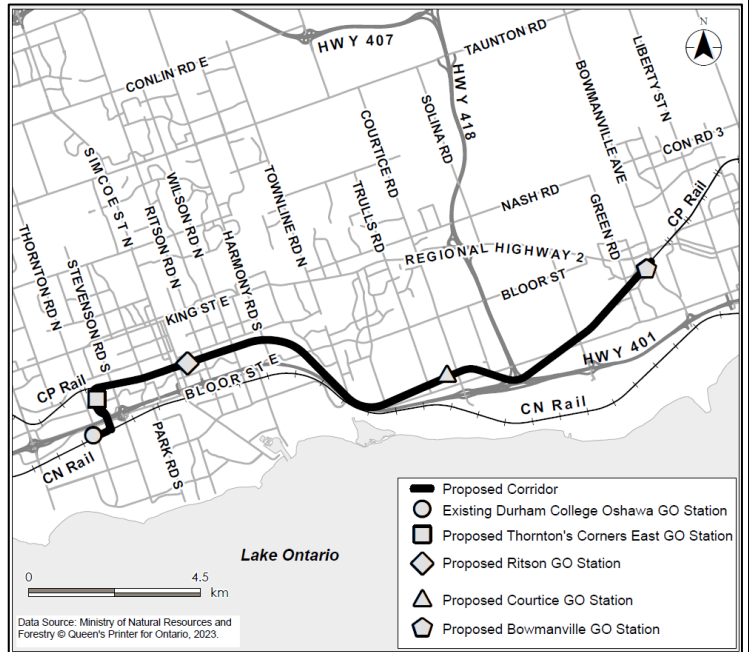 N
HWY 407
TAUNTON RD
CONLIN RD E
HWY 418
BOWMANVILLE AVE
LIBERTY ST N
SOLINA RD
COURTICE RD
CON RD 3
SIMCOE ST N
WILSON RD N
RITSON RD N
TOWNLINE RD N
TRULLS RD
NASH RD
GREEN RD
CP Rail
THORNTON RD N
STEVENSON RD S
HARMONY RD S
REGIONAL HIGHWAY 2
BLOOR ST
KING ST E
HWY 401
CP Rail
BLOOR ST E
CN Rail
PARK RD S
CN Rail
Lake Ontario
Proposed Corridor
Existing Durham College Oshawa GO Station
Proposed Thornton's Corners East GO Station
Proposed Ritson GO Station
Proposed Courtice GO Station
Proposed Bowmanville GO Station
0 4.5
km
Data Source: Ministry of Natural Resources and
Forestry © Queen's Printer for Ontario, 2023.